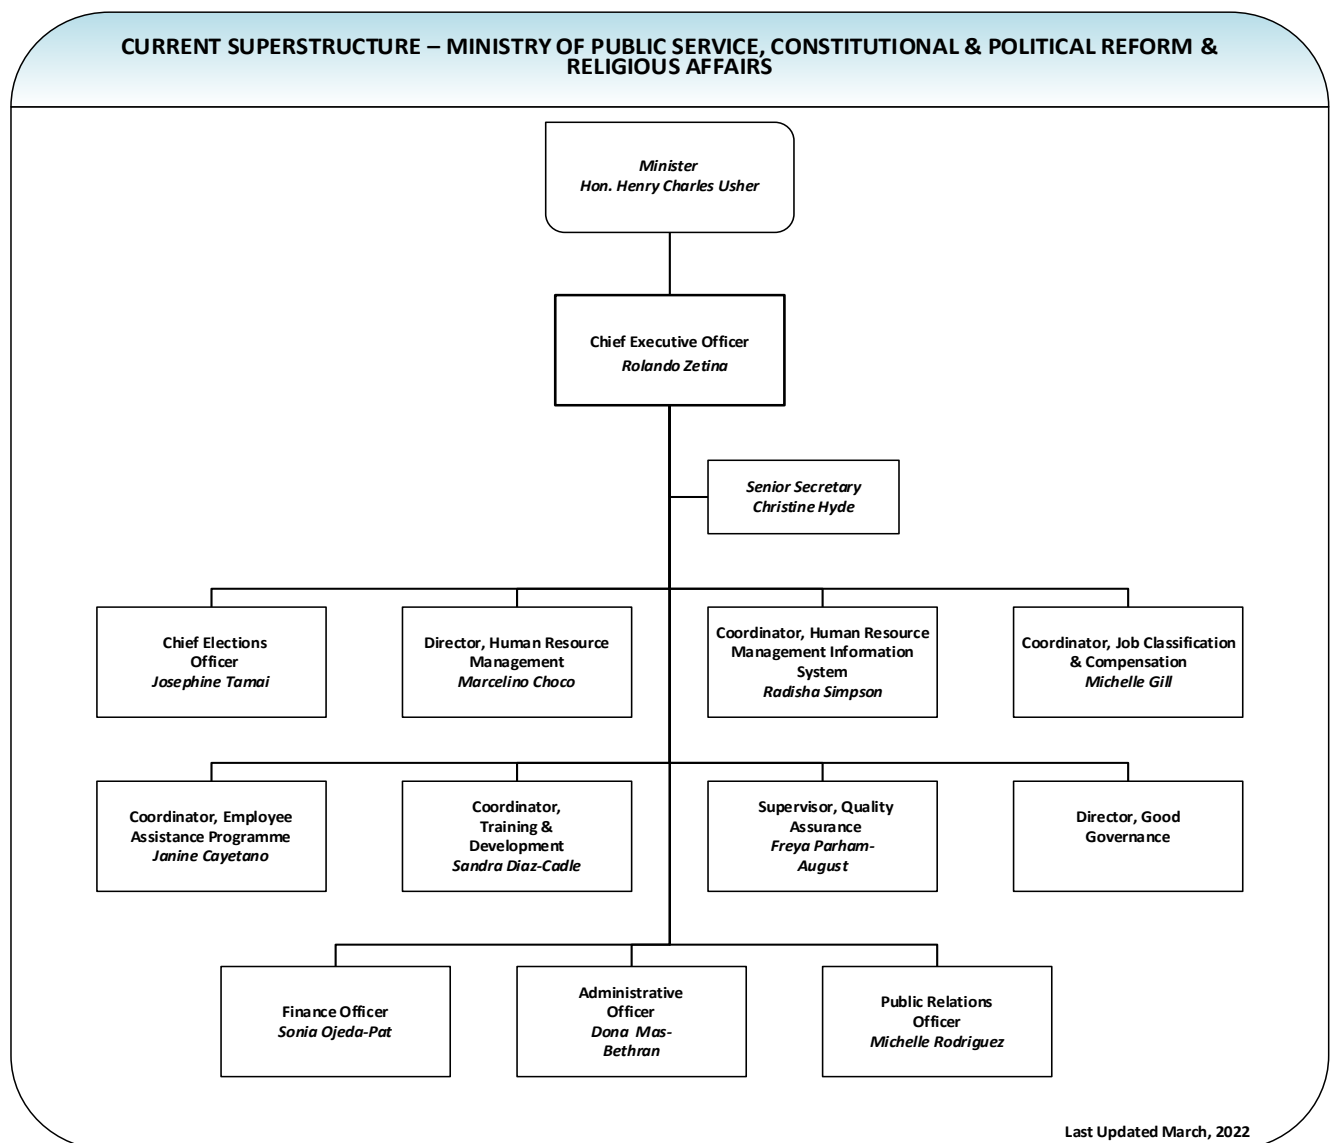 CURRENT SUPERSTRUCTURE – MINISTRY OF PUBLIC SERVICE, CONSTITUTIONAL & POLITICAL REFORM &
RELIGIOUS AFFAIRS
Minister
Hon. Henry Charles Usher
Chief Executive Officer
Rolando Zetina
Senior Secretary
Christine Hyde
Chief Elections
Officer
Josephine Tamai
Director, Human Resource
Management
Marcelino Choco
Coordinator, Human Resource
Management Information
System
Radisha Simpson
Coordinator, Job Classification
& Compensation
Michelle Gill
Coordinator, Employee
Assistance Programme
Janine Cayetano
Coordinator,
Training &
Development
Sandra Diaz-Cadle
Supervisor, Quality
Assurance
Freya Parham-
August
Director, Good
Governance
Finance Officer
Sonia Ojeda-Pat
Administrative
Officer
Dona Mas-
Bethran
Public Relations
Officer
Michelle Rodriguez
Last Updated March, 2022